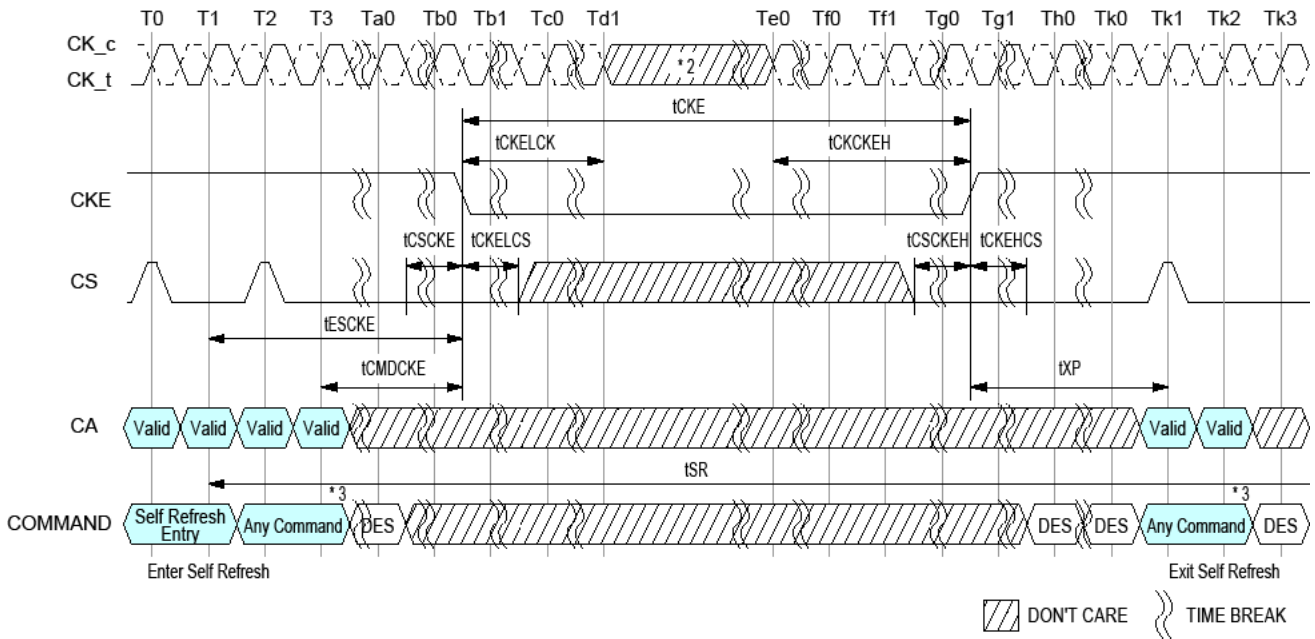 T0 T1 T2 T3 Ta0 Tb0 Tb1 Tc0 Td1 Te0 Tf0 Tf1 Tg0 Tg1 Th0 Tk0 Tk1 Tk2 Tk3
CK_c
CK_t
* 2
tCKE
tCKELCK tCKCKEH
CKE
tCSCKE tCKELCS tCSCKEH tCKEHCS
CS
tESCKE
tCMDCKE tXP
CA Valid Valid Valid Valid Valid Valid
tSR
* 3 * 3
COMMAND Self Refresh Entry Any Command DES DES DES Any Command DES
Enter Self Refresh Exit Self Refresh
DON'T CARE TIME BREAK